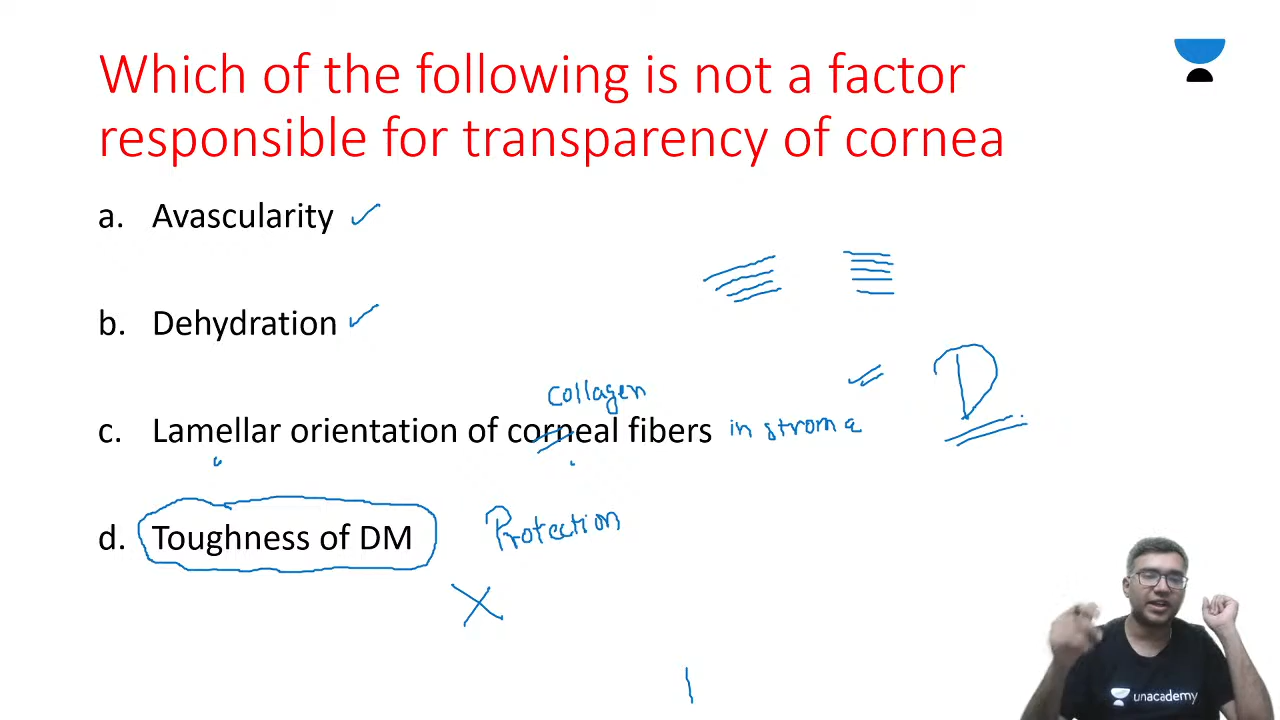 Which of the following is not a factor
responsible for transparency of cornea
a. Avascularity ✓
b. Dehydration ✓
collagen
c. Lamellar orientation of corneal fibers in stroma
D
d. Toughness of DM Protection
X
unacademy